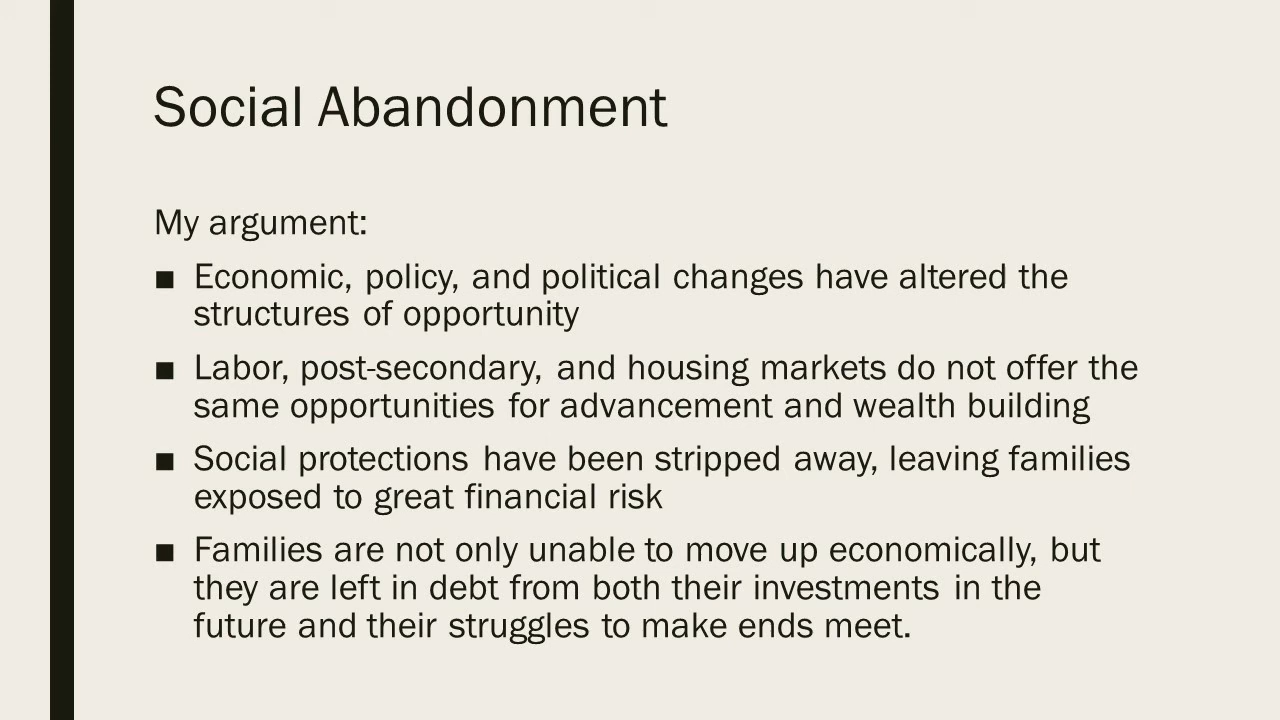 Social Abandonment
My argument:
■ Economic, policy, and political changes have altered the
structures of opportunity
■ Labor, post-secondary, and housing markets do not offer the
same opportunities for advancement and wealth building
■ Social protections have been stripped away, leaving families
exposed to great financial risk
■ Families are not only unable to move up economically, but
they are left in debt from both their investments in the
future and their struggles to make ends meet.